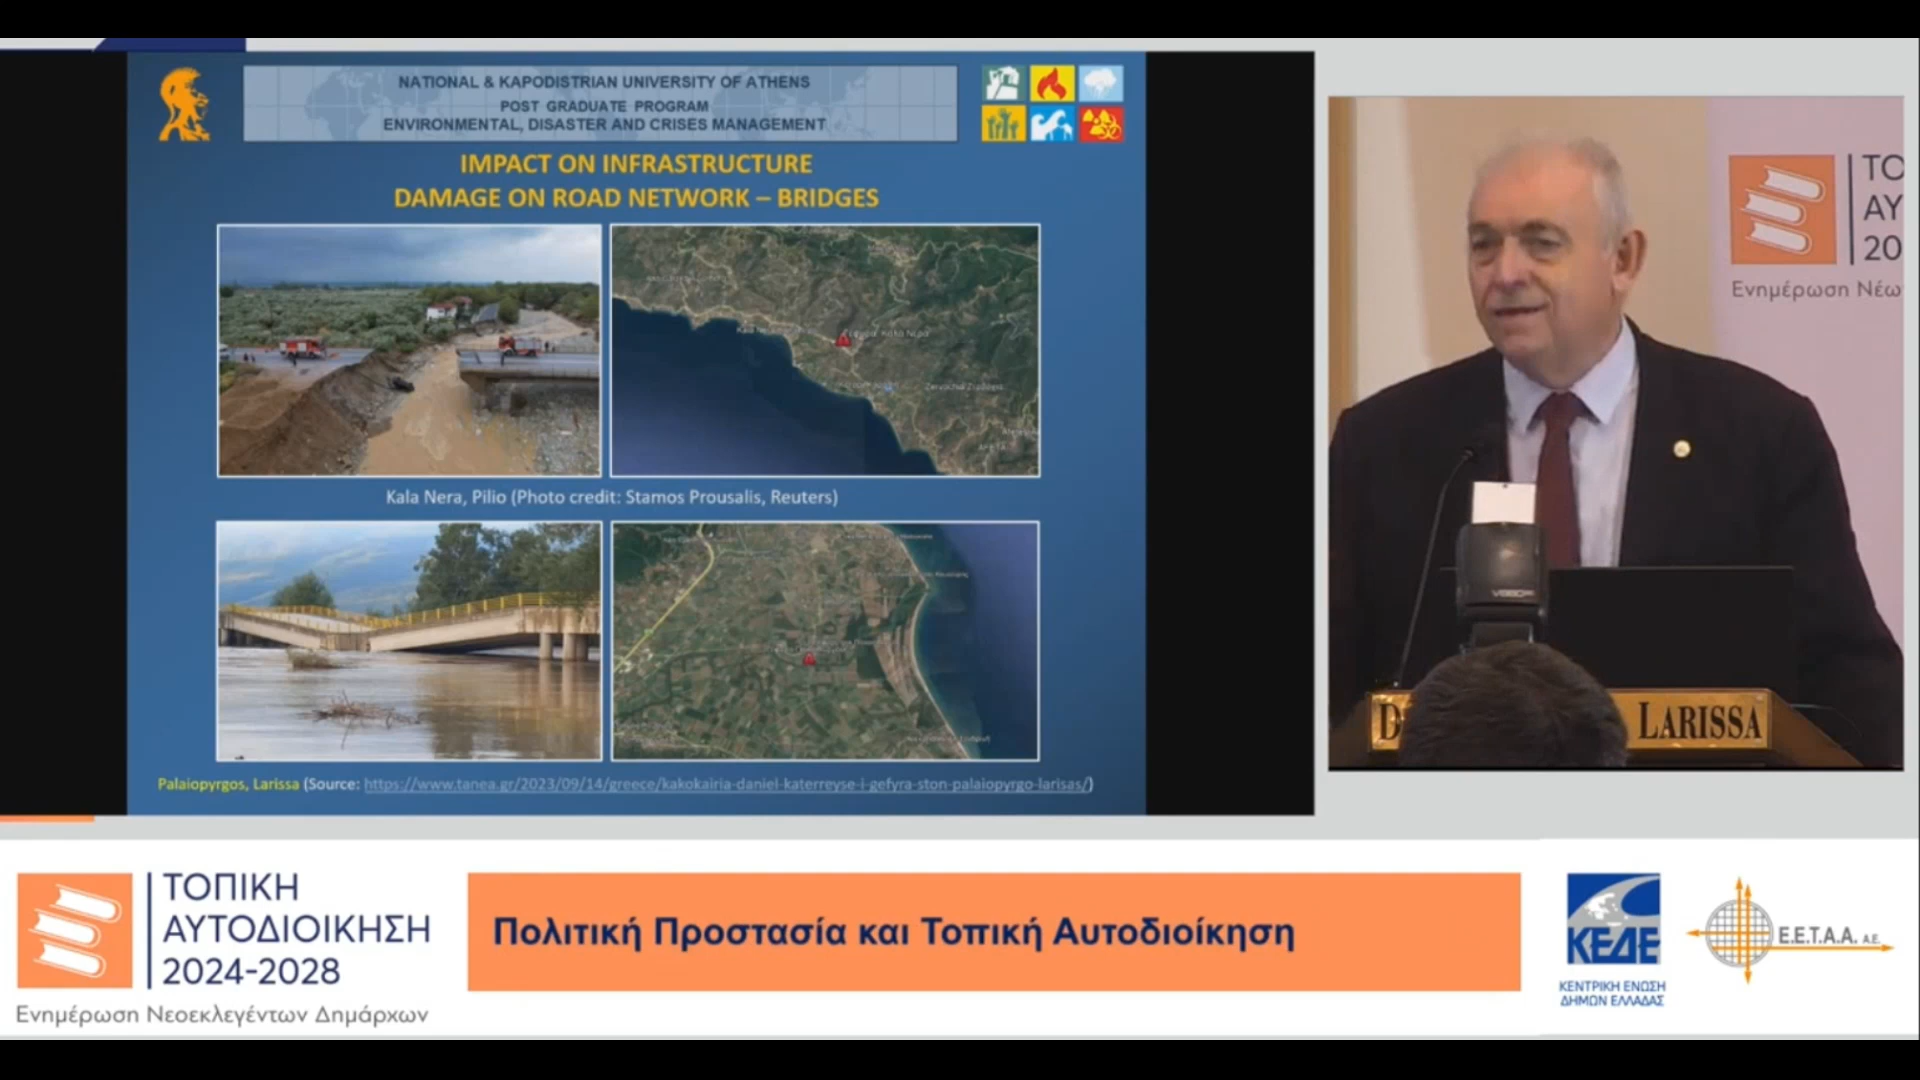 NATIONAL & KAPODISTRIAN UNIVERSITY OF ATHENS
POST GRADUATE PROGRAM
ENVIRONMENTAL, DISASTER AND CRISES MANAGEMENT
IMPACT ON INFRASTRUCTURE
DAMAGE ON ROAD NETWORK – BRIDGES
Kala Nera, Pilio (Photo credit: Stamos Prousalis, Reuters)
Palaiopyrgos, Larissa (Source: https://www.tanea.gr/2023/09/14/greece/kakokairia-daniel-katerreyse-i-gefyra-ston-palaiopyrgo-larisas/)
ΤΟ
ΑΥ
20
Ενημέρωση Νέω
D
LARISSA
ΤΟΠΙΚΗ
ΑΥΤΟΔΙΟΙΚΗΣΗ
2024-2028
Ενημέρωση Νεοεκλεγέντων Δημάρχων
Πολιτική Προστασία και Τοπική Αυτοδιοίκηση
ΚΕΔΕ
ΚΕΝΤΡΙΚΗ ΕΝΩΣΗ
ΔΗΜΩΝ ΕΛΛΑΔΑΣ
Ε.Ε.Τ.Α.Α. Α.Ε.